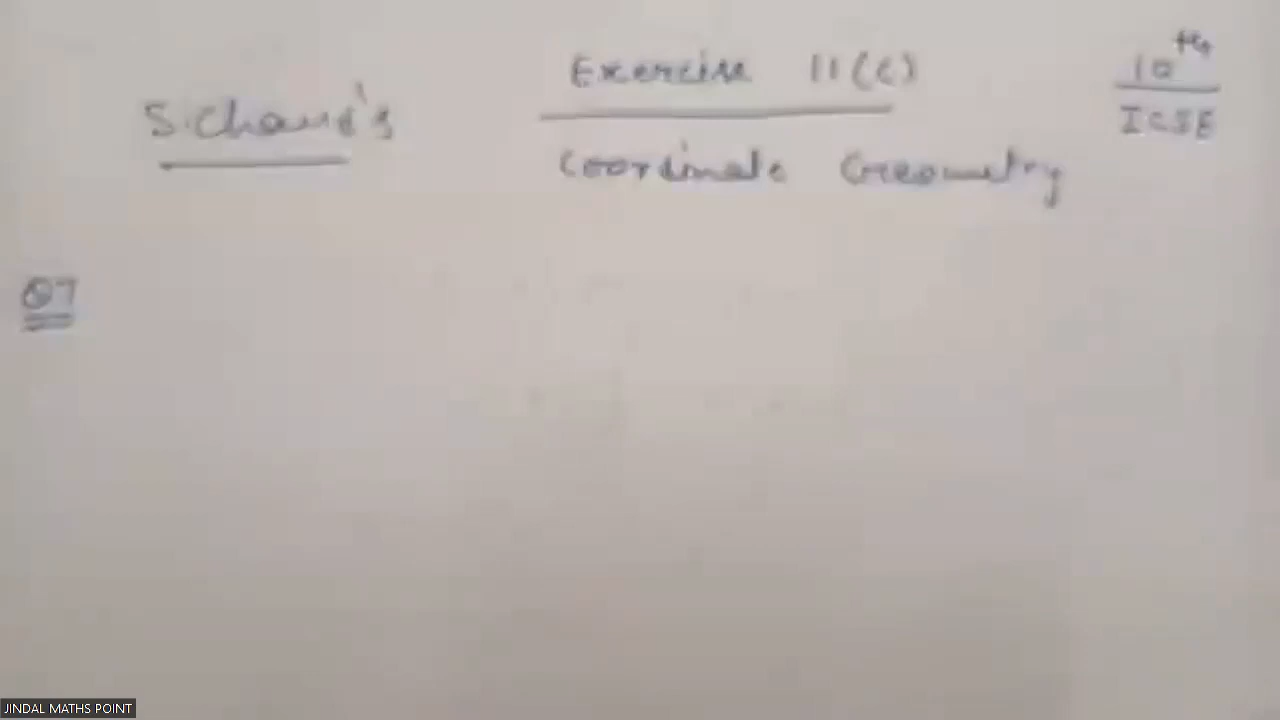 Exercise 11(c)
10th
S.Chand's
ICSE
Coordinate Geometry
Q7
JINDAL MATHS POINT